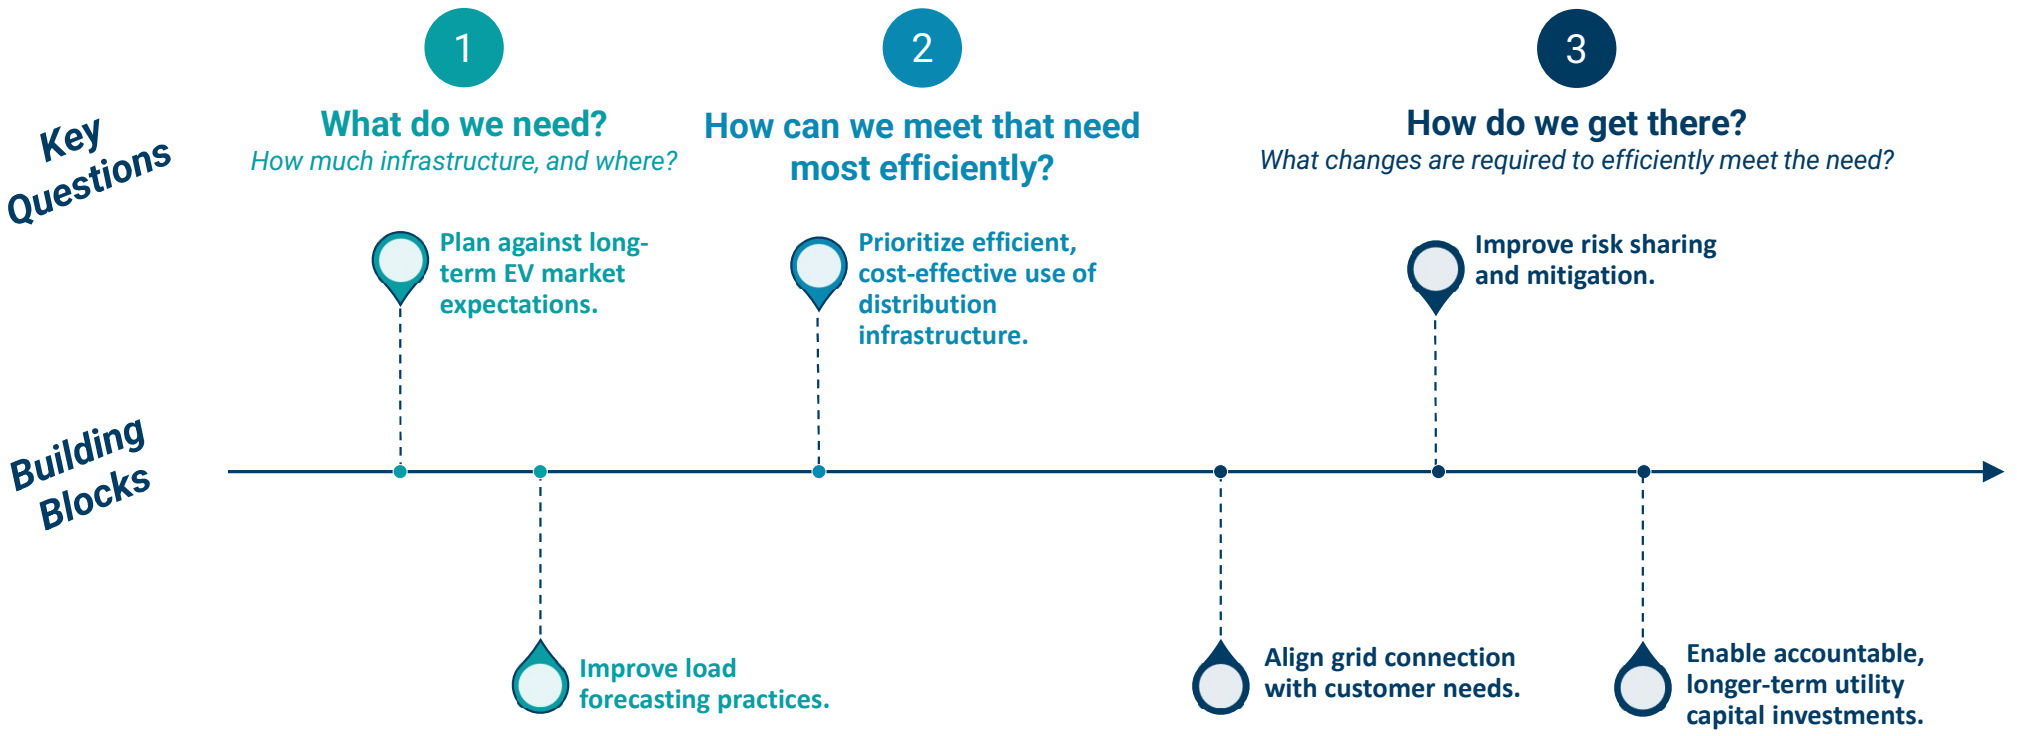 1
2
3
Key
Questions
What do we need?
How much infrastructure, and where?
How can we meet that need
most efficiently?
How do we get there?
What changes are required to efficiently meet the need?
Plan against long-
term EV market
expectations.
Prioritize efficient,
cost-effective use of
distribution
infrastructure.
Improve risk sharing
and mitigation.
Building
Blocks
Improve load
forecasting practices.
Align grid connection
with customer needs.
Enable accountable,
longer-term utility
capital investments.